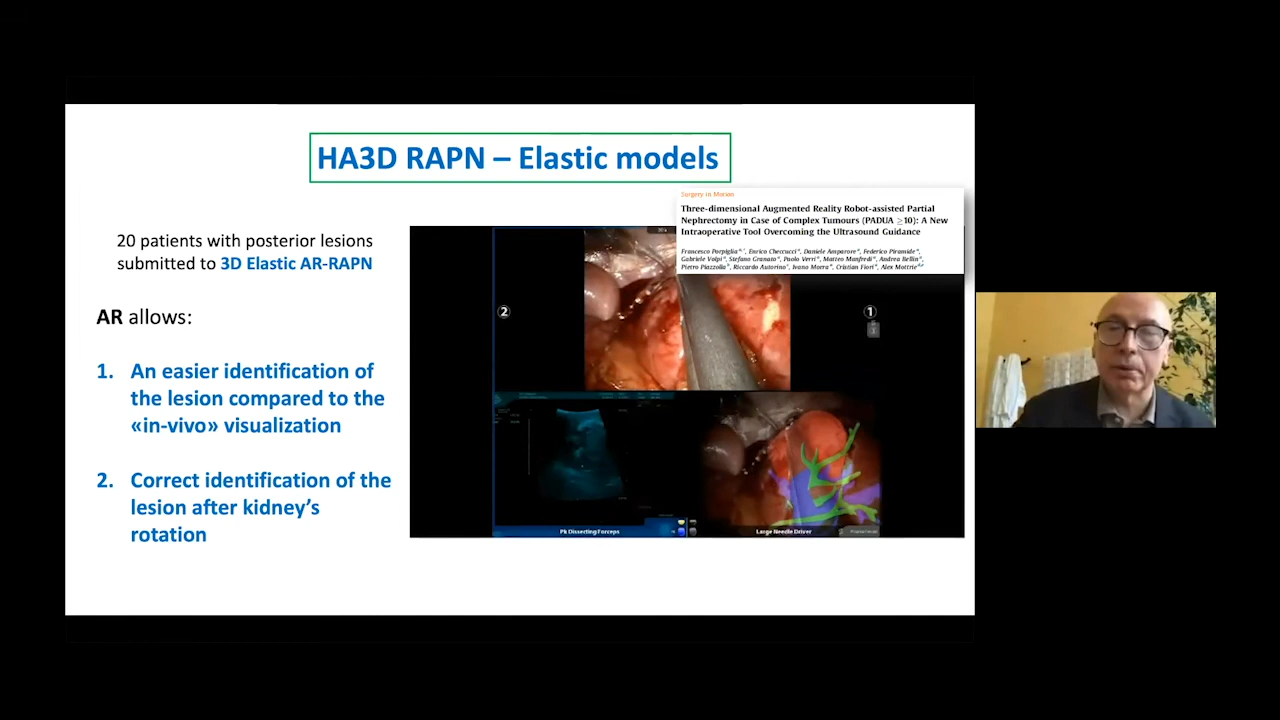 HA3D RAPN – Elastic models
Surgery in Motion
Three-dimensional Augmented Reality Robot-assisted Partial
Nephrectomy in Case of Complex Tumours (PADUA ≥10): A New
Intraoperative Tool Overcoming the Ultrasound Guidance
Francesco Porpiglia, Enrico Checcucci, Daniele Amparore, Federico Piramide,
Gabriele Volpi, Stefano Granato, Paolo Verri, Matteo Manfredi, Andrea Bellin,
Pietro Piazzolla, Riccardo Autorino, Ivano Morra, Cristian Fiori, Alex Mottrie
20 patients with posterior lesions
submitted to 3D Elastic AR-RAPN
AR allows:
1. An easier identification of
the lesion compared to the
«in-vivo» visualization
2. Correct identification of the
lesion after kidney’s
rotation
2
1
Pk Dissecting Forceps
Large Needle Driver